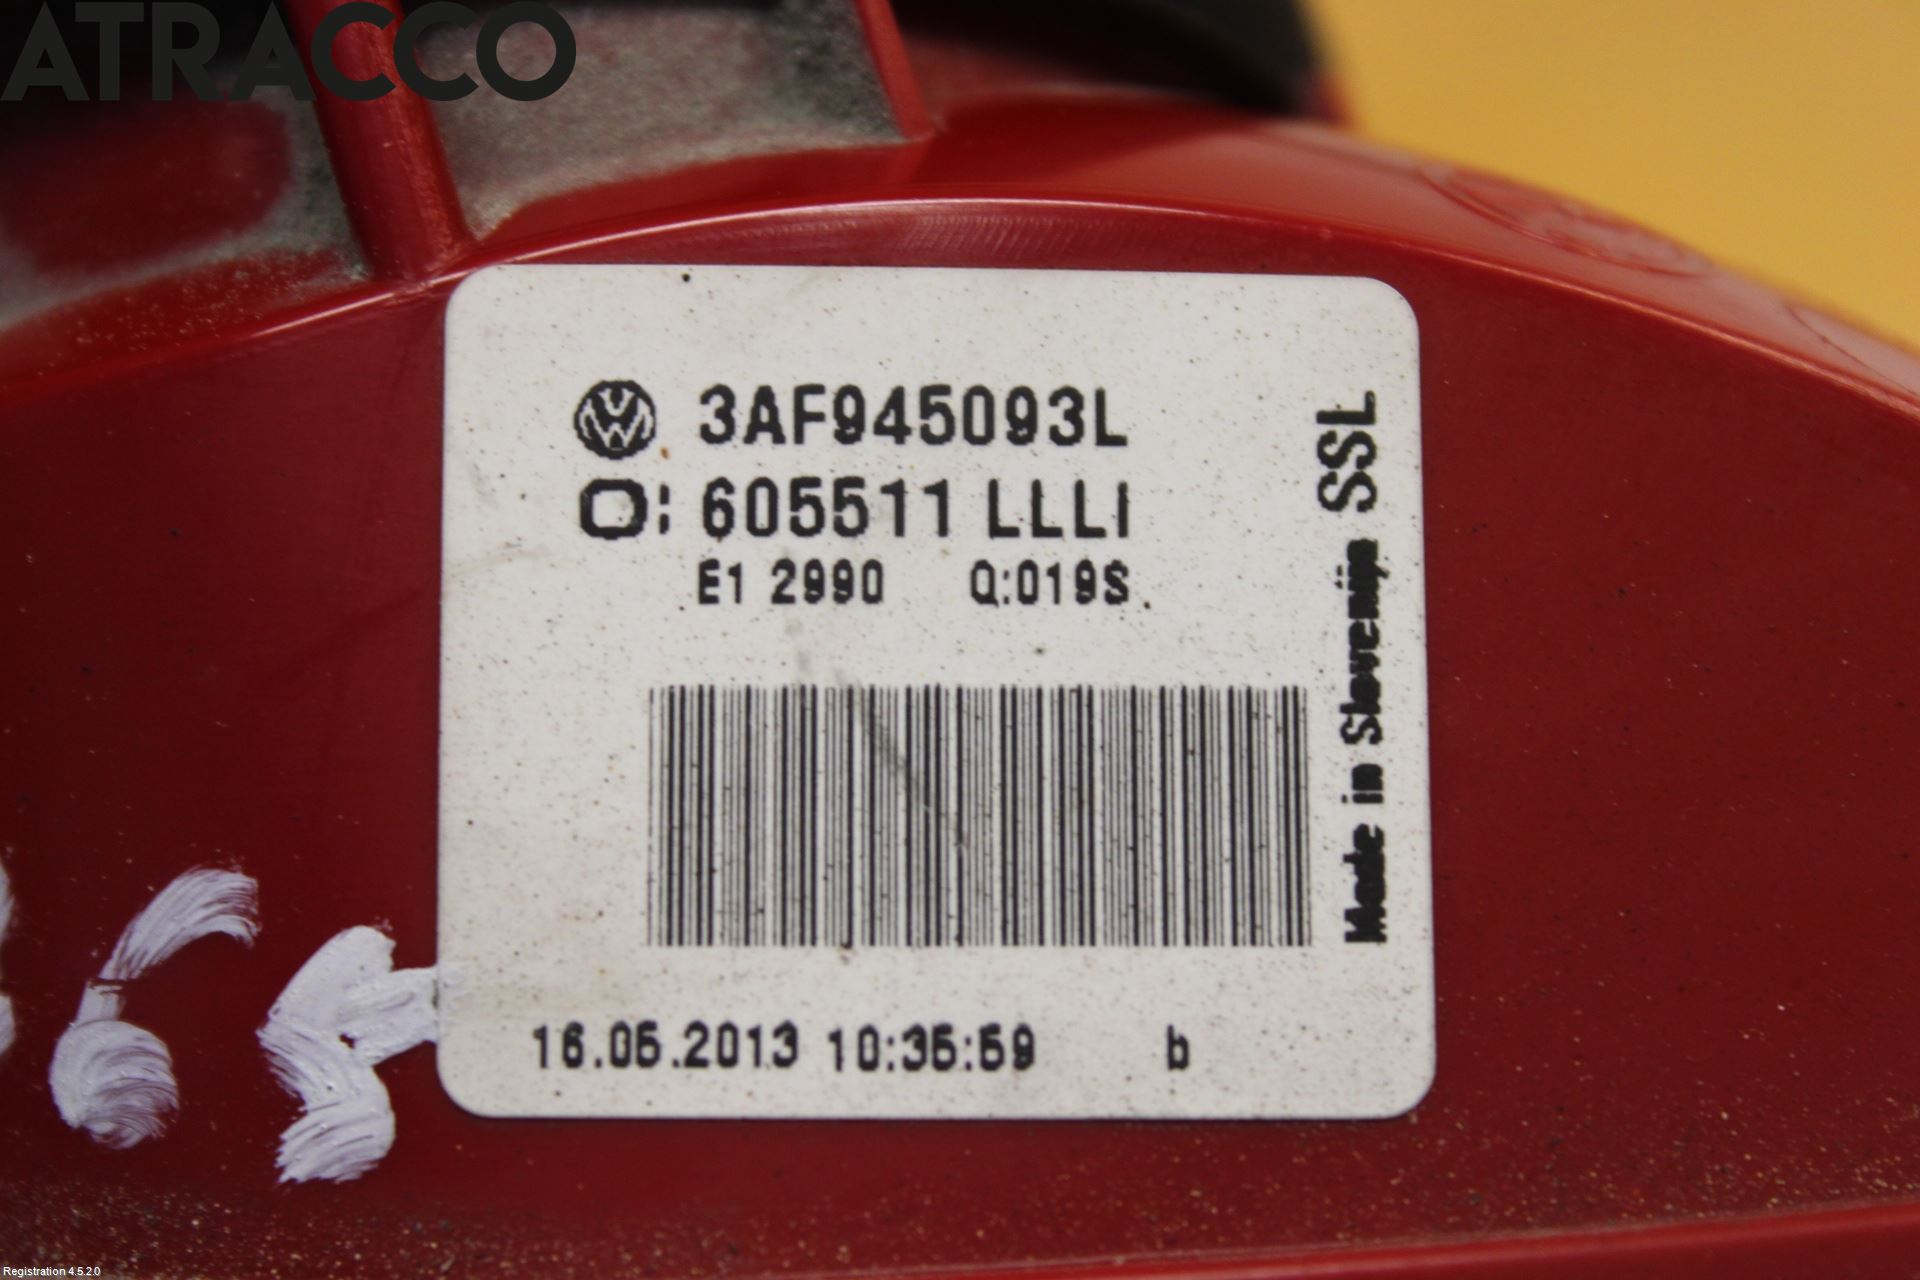 ATRACCO
3AF945093L
O: 605511 LLLI
E1 2990 Q:019S
Made in Slovenija SSL
16.05.2013 10:35:59 b
Registration 4.5.2.0